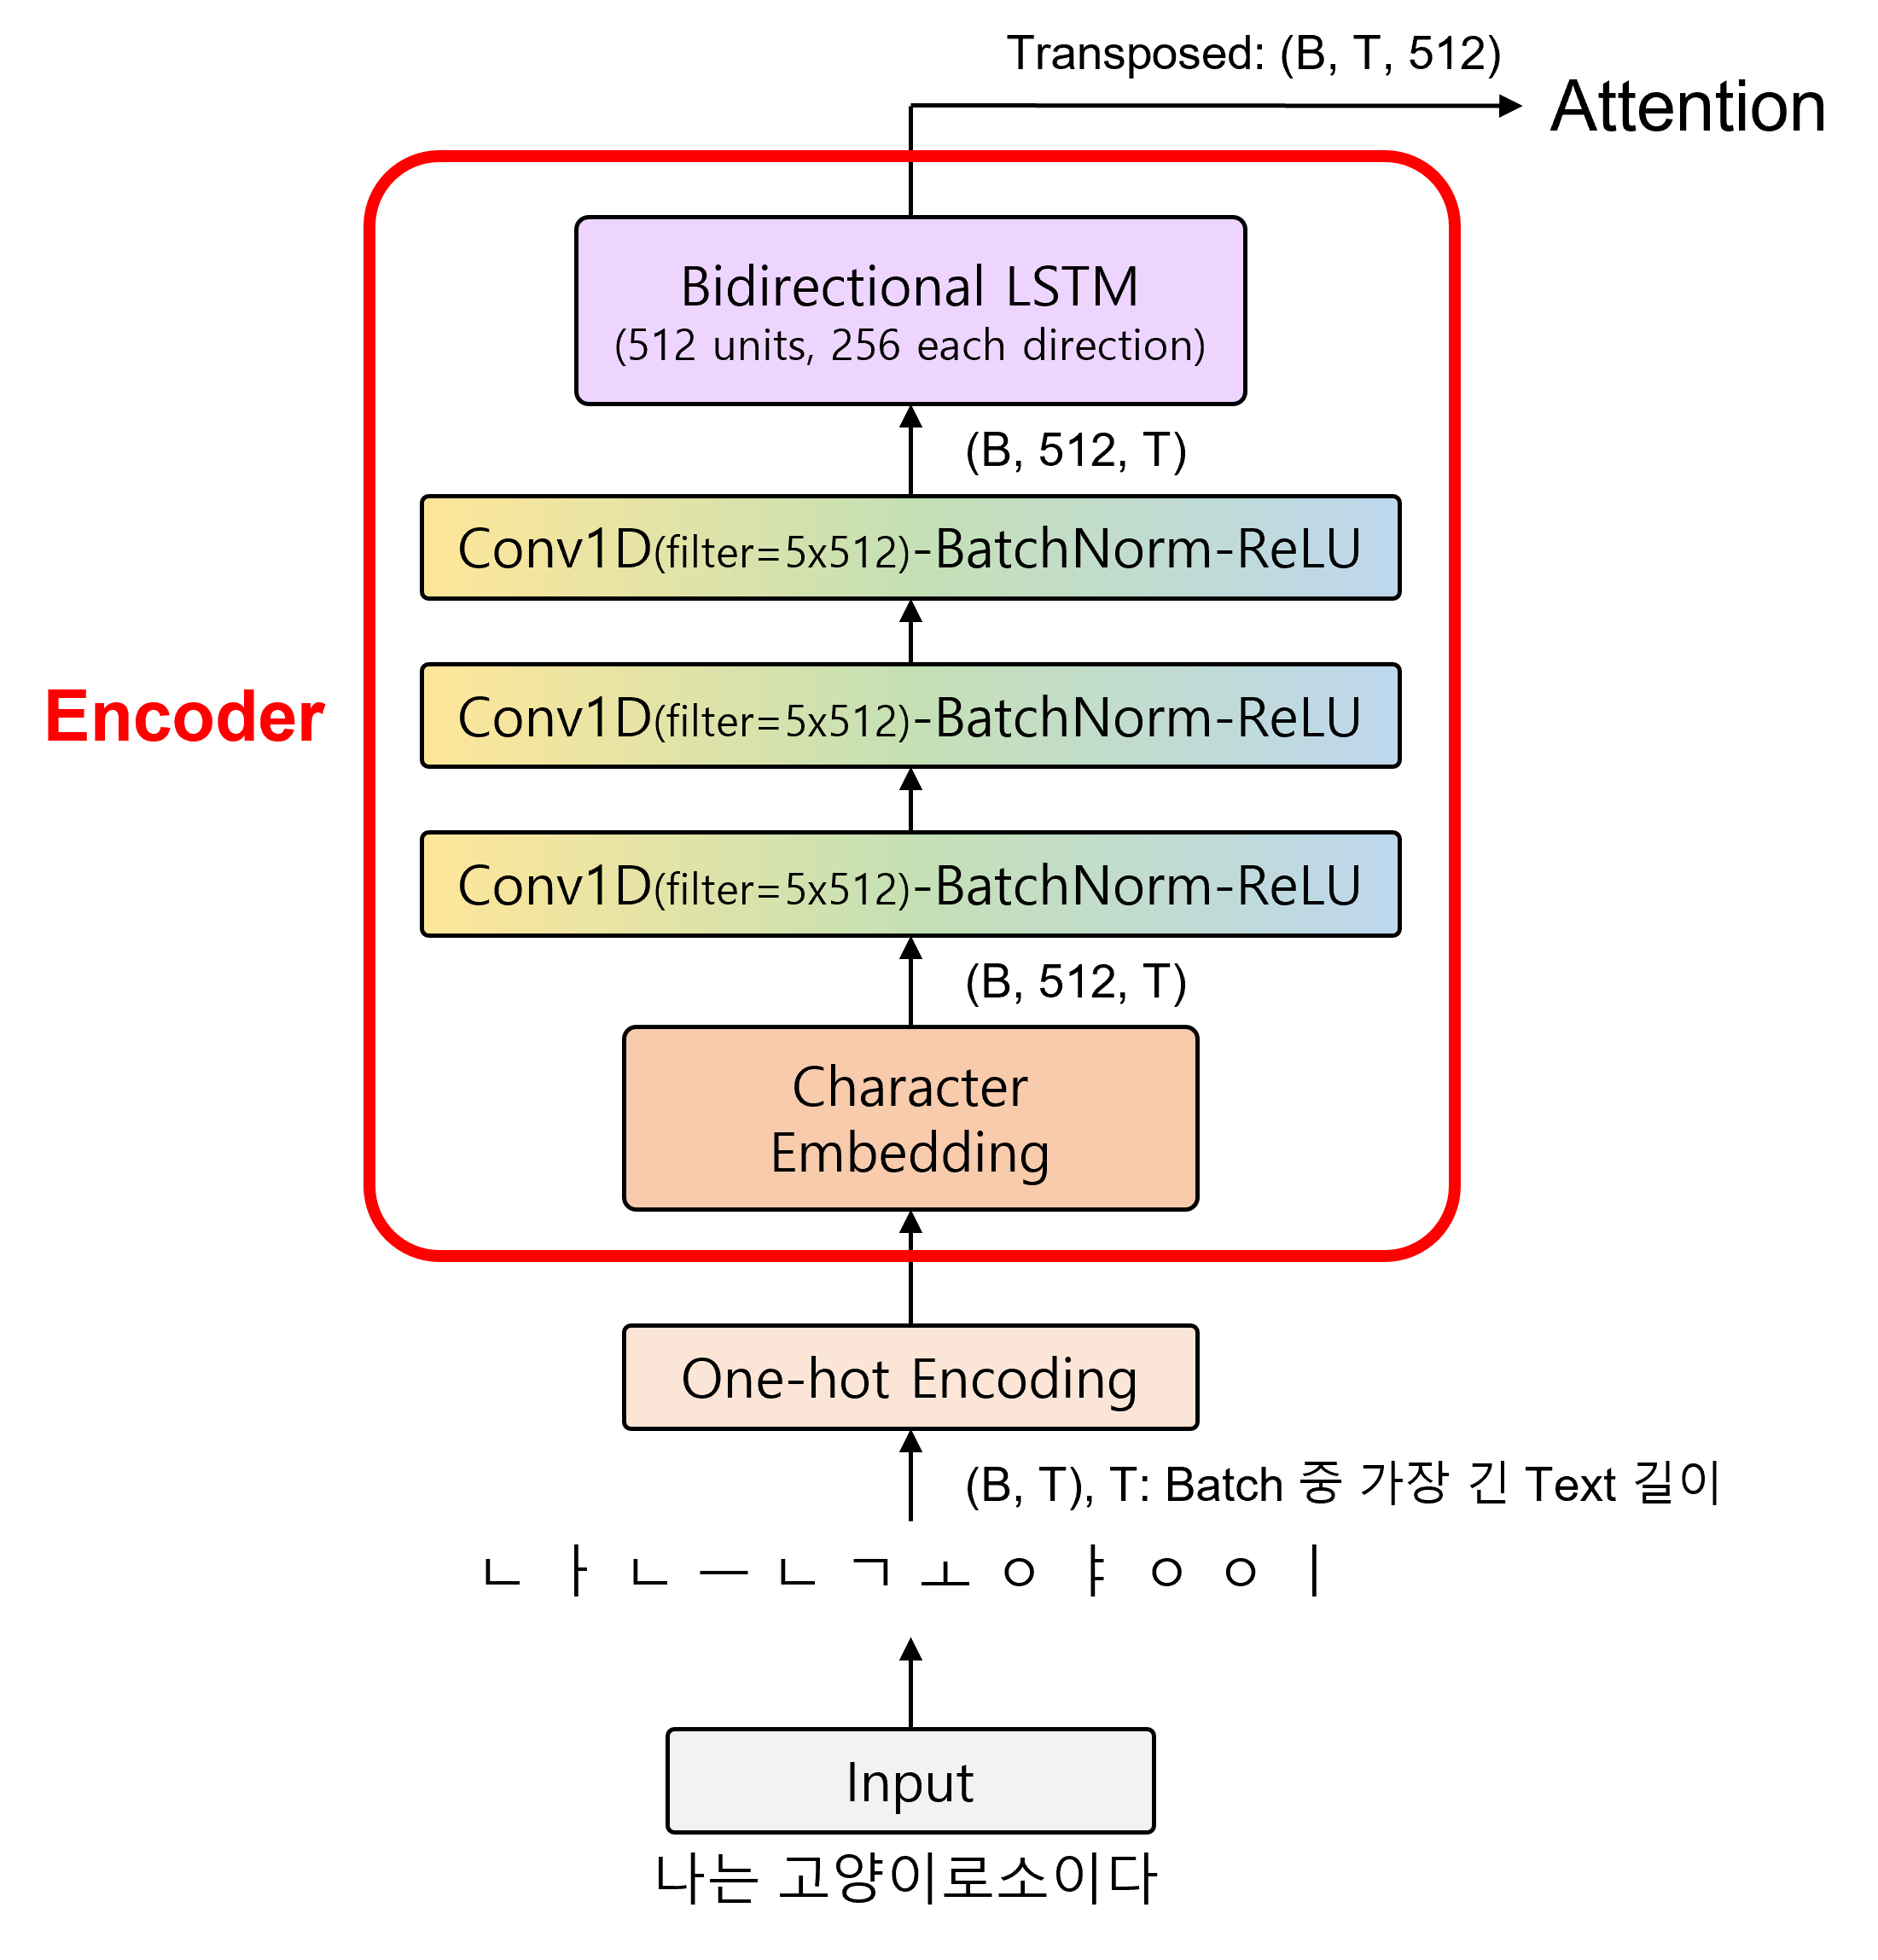 Transposed: (B, T, 512)
Attention
Bidirectional LSTM
(512 units, 256 each direction)
(B, 512, T)
Conv1D(filter=5x512)-BatchNorm-ReLU
Encoder
Conv1D(filter=5x512)-BatchNorm-ReLU
Conv1D(filter=5x512)-BatchNorm-ReLU
(B, 512, T)
Character
Embedding
One-hot Encoding
(B, T), T: Batch 중 가장 긴 Text 길이
ㄴ ㅏ ㄴ ㅡ ㄴ ㄱ ㅗ ㅇ ㅑ ㅇ ㅇ ㅣ
Input
나는 고양이로소이다